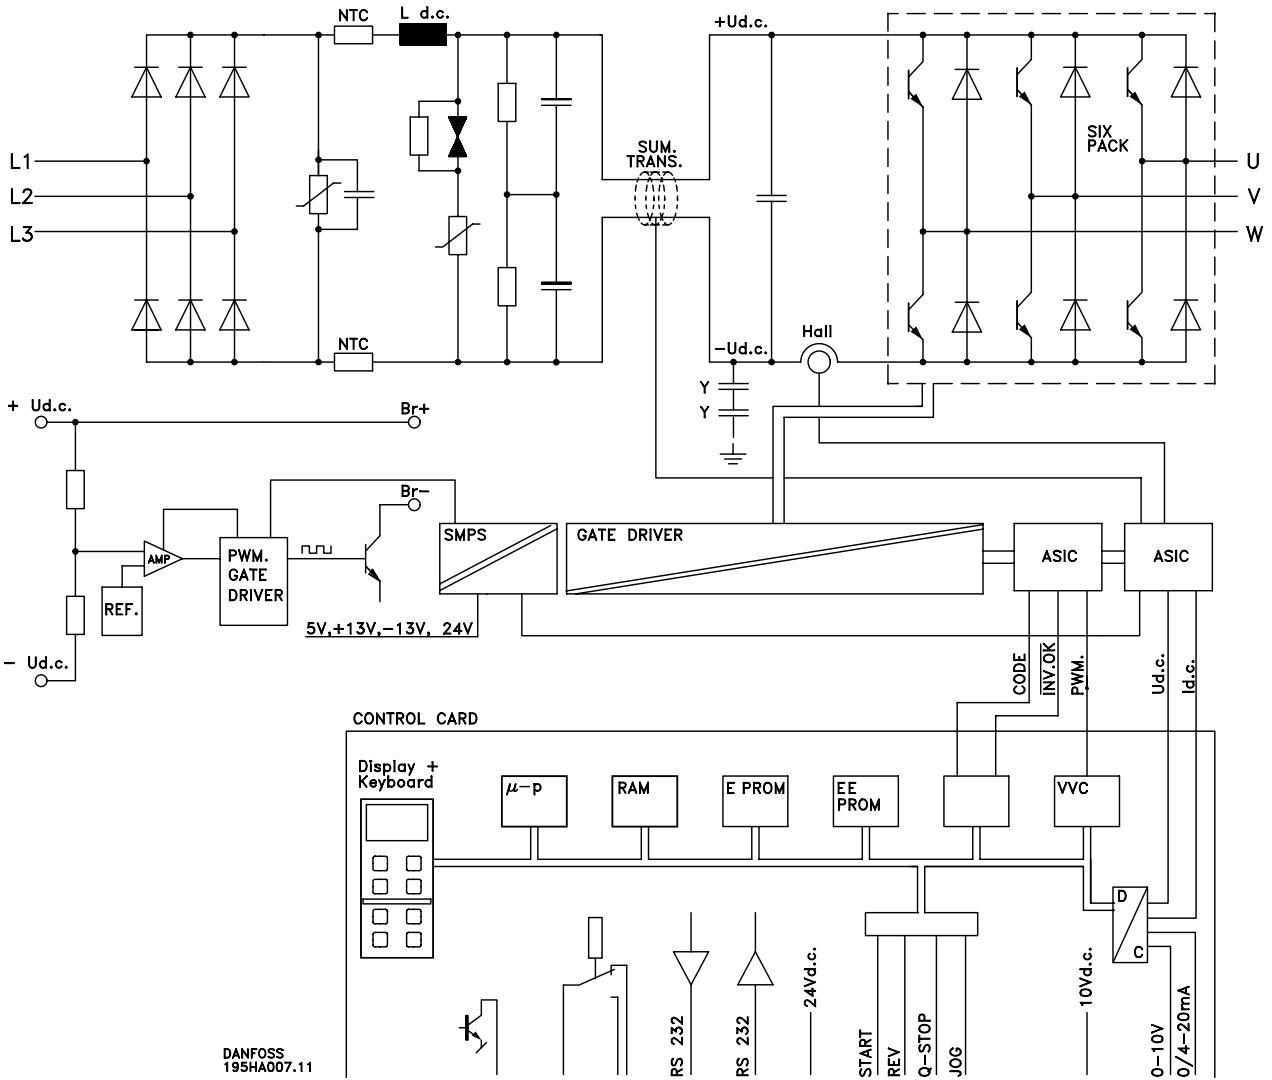 NTC
L d.c.
+Ud.c.
SUM.
TRANS.
SIX
PACK
L1
L2
L3
U
V
W
NTC
-Ud.c.
Hall
Y
Y
+ Ud.c.
Br+
Br-
AMP
REF.
PWM.
GATE
DRIVER
SMPS
GATE DRIVER
ASIC
ASIC
5V,+13V,-13V, 24V
- Ud.c.
CODE
INV.OK
PWM.
Ud.c.
Id.c.
CONTROL CARD
Display +
Keyboard
μ-p
RAM
E PROM
EE
PROM
VVC
D
C
RS 232
RS 232
24Vd.c.
START
REV
Q-STOP
JOG
10Vd.c.
0-10V
0/4-20mA
DANFOSS
195HA007.11